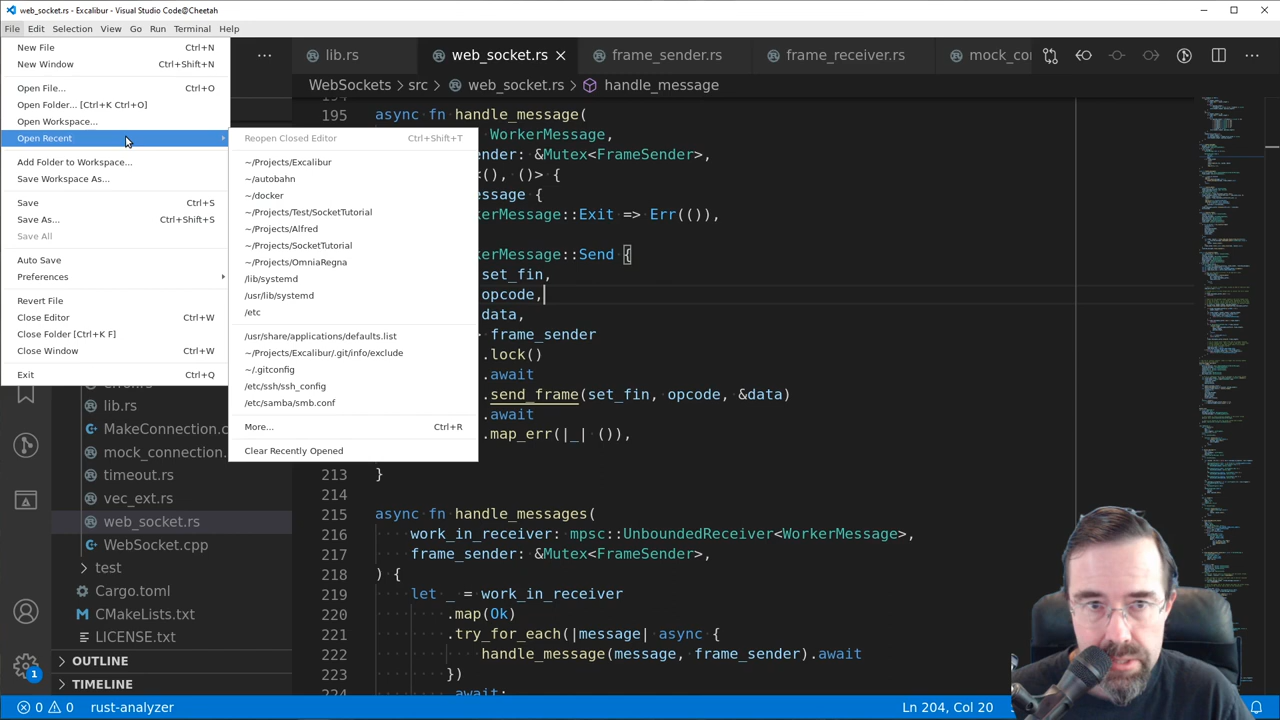 web_socket.rs - Excalibur - Visual Studio Code@Cheetah
File Edit Selection View Go Run Terminal Help
New File Ctrl+N
New Window Ctrl+Shift+N
Open File... Ctrl+O
Open Folder... [Ctrl+K Ctrl+O]
Open Workspace...
Open Recent
Add Folder to Workspace...
Save Workspace As...
Save Ctrl+S
Save As... Ctrl+Shift+S
Save All
Auto Save
Preferences
Revert File
Close Editor Ctrl+W
Close Folder [Ctrl+K F]
Close Window Ctrl+W
Exit Ctrl+Q
Reopen Closed Editor Ctrl+Shift+T
~/Projects/Excalibur
~/autobahn
~/docker
~/Projects/Test/SocketTutorial
~/Projects/Alfred
~/Projects/SocketTutorial
~/Projects/OmniaRegna
/lib/systemd
/usr/lib/systemd
/etc
/usr/share/applications/defaults.list
~/Projects/Excalibur/.git/info/exclude
~/.gitconfig
/etc/ssh/ssh_config
/etc/samba/smb.conf
More... Ctrl+R
Clear Recently Opened
lib.rs
MakeConnection.c
mock_connection.
timeout.rs
vec_ext.rs
web_socket.rs
WebSocket.cpp
test
Cargo.toml
CMakeLists.txt
LICENSE.txt
OUTLINE
TIMELINE
1
lib.rs web_socket.rs frame_sender.rs frame_receiver.rs mock_co
WebSockets > src > web_socket.rs > handle_message
195 async fn handle_message(
WorkerMessage,
nder: &Mutex<FrameSender>,
(), ()> {
ssage {
kerMessage::Exit => Err(()),
kerMessage::Send {
set_fin,
opcode,
data,
frame_sender
.lock()
.await
.send_frame(set_fin, opcode, &data)
.await
.map_err(|_| ()),
213 }
214
215 async fn handle_messages(
216 work_in_receiver: mpsc::UnboundedReceiver<WorkerMessage>,
217 frame_sender: &Mutex<FrameSender>,
218 ) {
219 let _ = work_in_receiver
220 .map(Ok)
221 .try_for_each(|message| async {
222 handle_message(message, frame_sender).await
223 })
224 .await;
0 0 rust-analyzer Ln 204, Col 20